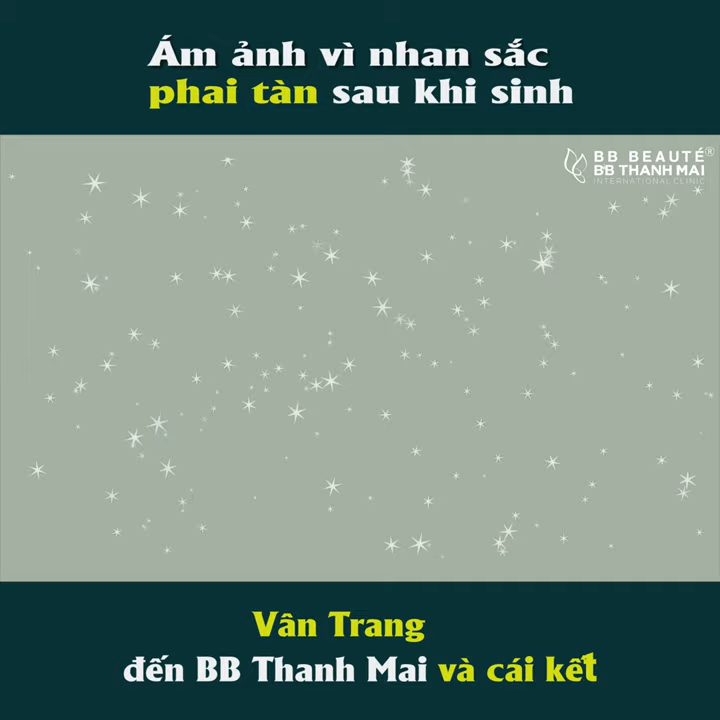 Ám ảnh vì nhan sắc
phai tàn sau khi sinh
BB BEAUTÉ®
BB THANH MAI
INTERNATIONAL CLINIC
Vân Trang
đến BB Thanh Mai và cái kết